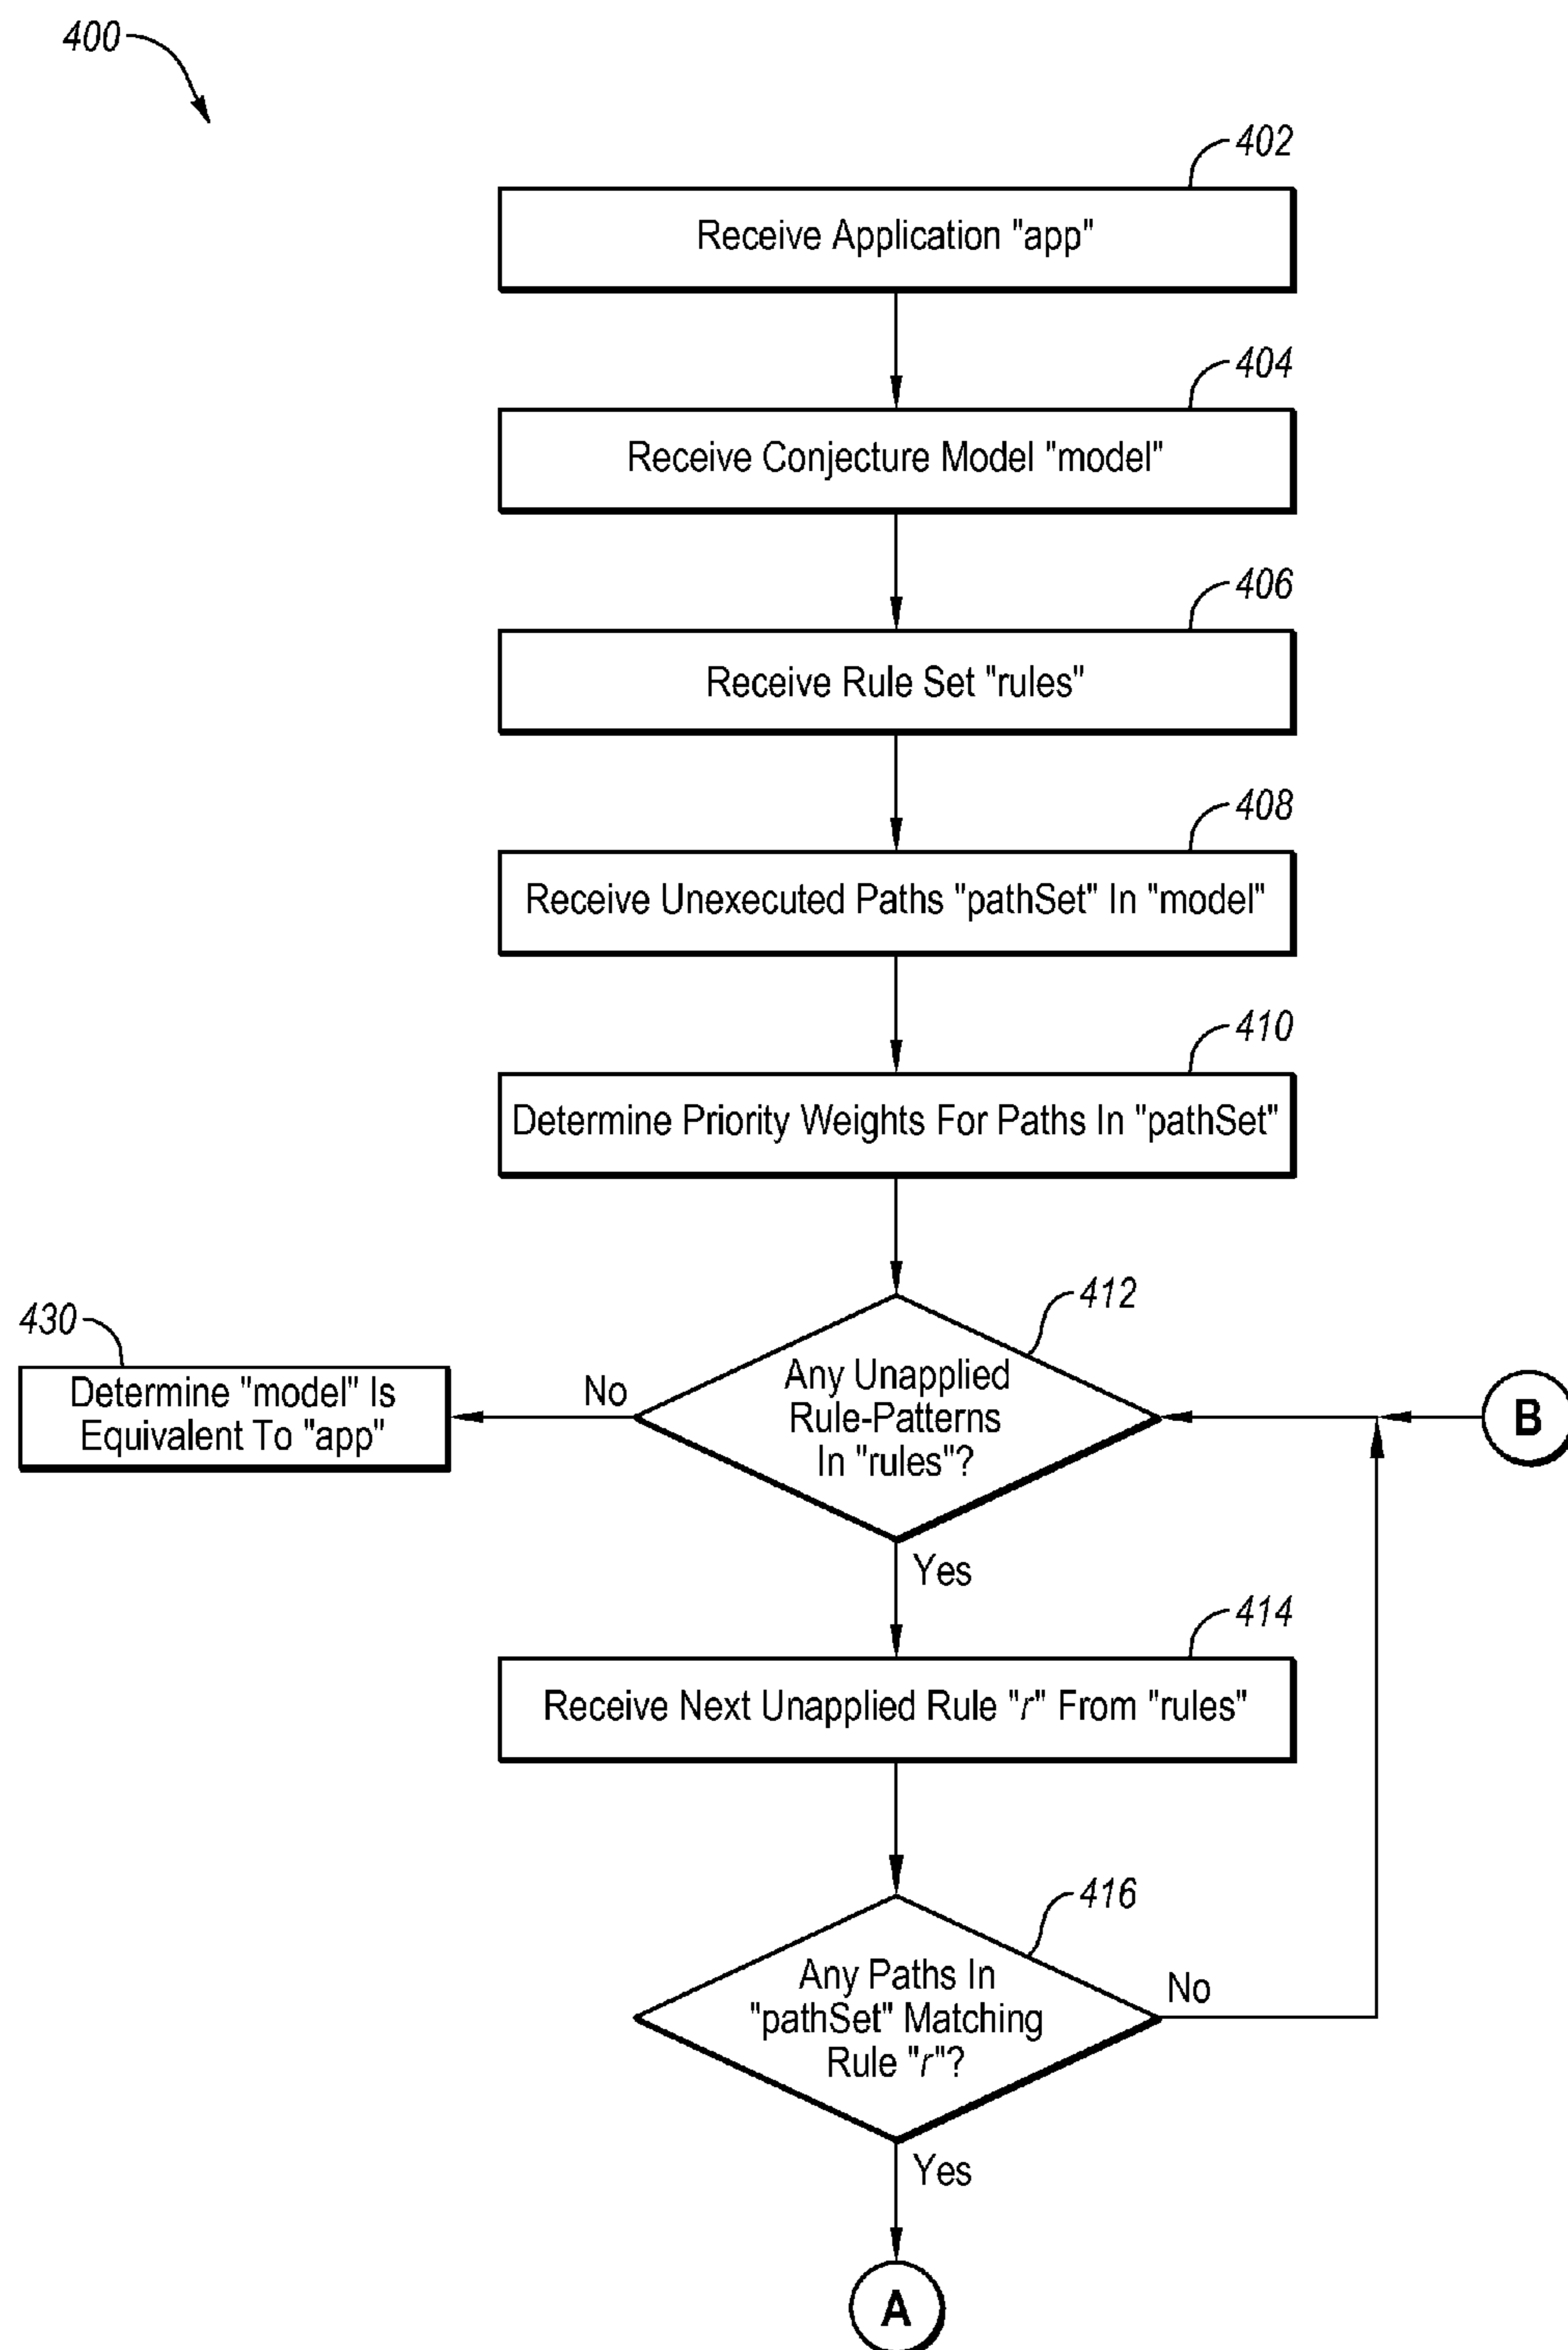 400
402
Receive Application "app"
404
Receive Conjecture Model "model"
406
Receive Rule Set "rules"
408
Receive Unexecuted Paths "pathSet" In "model"
410
Determine Priority Weights For Paths In "pathSet"
412
430
Any Unapplied
Rule-Patterns
In "rules"?
No
Determine "model" Is
Equivalent To "app"
B
Yes
414
Receive Next Unapplied Rule "r" From "rules"
416
Any Paths In
"pathSet" Matching
Rule "r"?
No
Yes
A